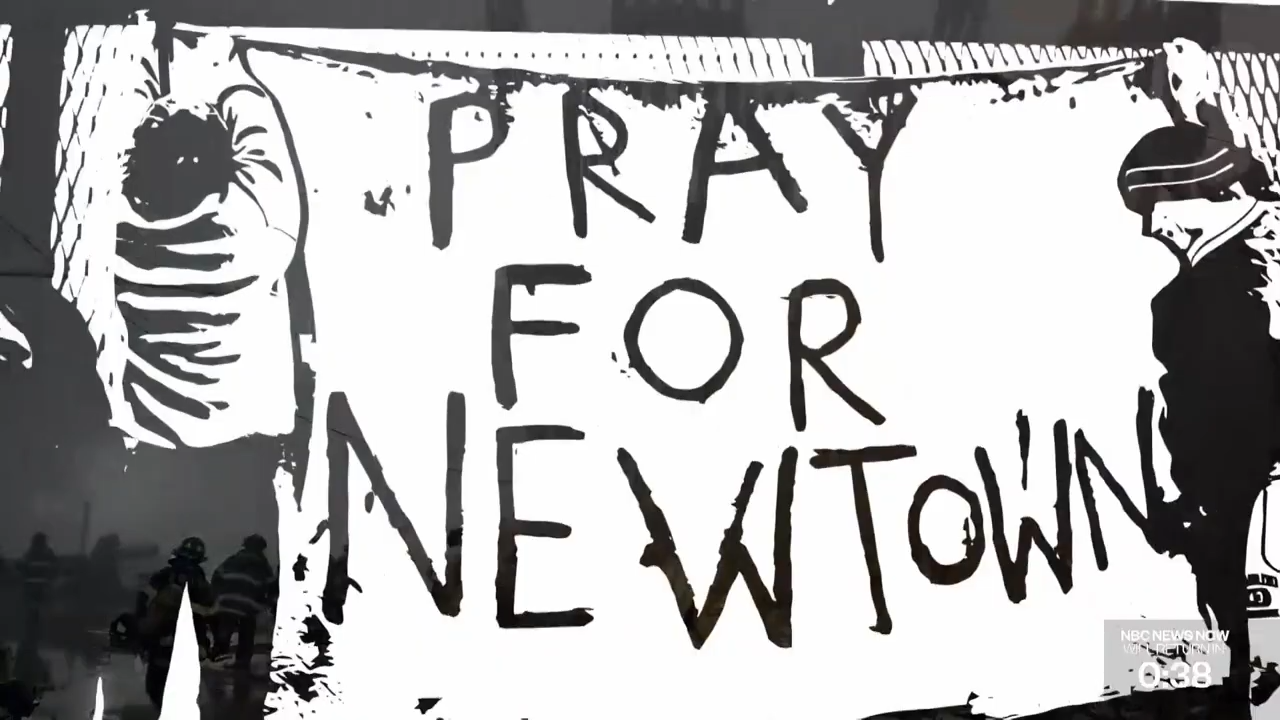 PRAY
FOR
NEWTOWN
NBC NEWS NOW
WILL RETURN IN
0:38